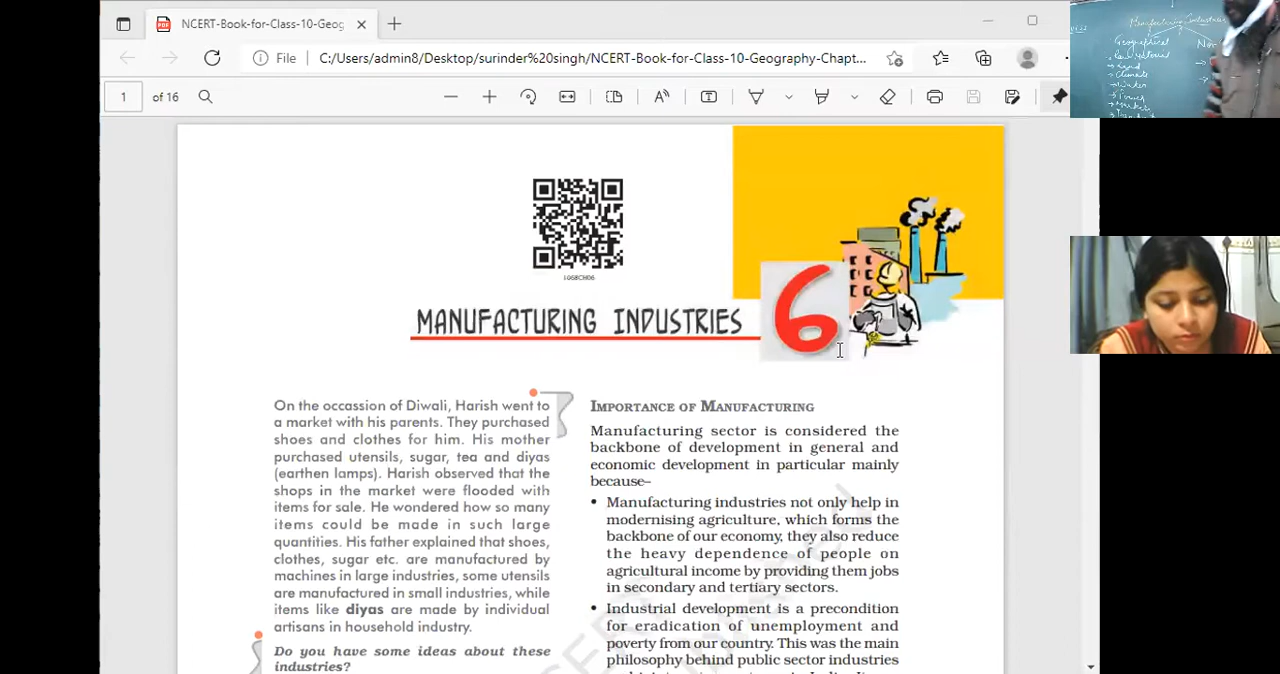 NCERT-Book-for-Class-10-Geog
File
C:/Users/admin8/Desktop/surinder%20singh/NCERT-Book-for-Class-10-Geography-Chapt...
1 of 16
Manufacturing Industries
Geographical
Land
Climate
Water
Power
MANUFACTURING INDUSTRIES 6
On the occassion of Diwali, Harish went to
a market with his parents. They purchased
shoes and clothes for him. His mother
purchased utensils, sugar, tea and diyas
(earthen lamps). Harish observed that the
shops in the market were flooded with
items for sale. He wondered how so many
items could be made in such large
quantities. His father explained that shoes,
clothes, sugar etc. are manufactured by
machines in large industries, some utensils
are manufactured in small industries, while
items like diyas are made by individual
artisans in household industry.
Do you have some ideas about these
industries?
IMPORTANCE OF MANUFACTURING
Manufacturing sector is considered the
backbone of development in general and
economic development in particular mainly
because–
• Manufacturing industries not only help in
modernising agriculture, which forms the
backbone of our economy, they also reduce
the heavy dependence of people on
agricultural income by providing them jobs
in secondary and tertiary sectors.
• Industrial development is a precondition
for eradication of unemployment and
poverty from our country. This was the main
philosophy behind public sector industries